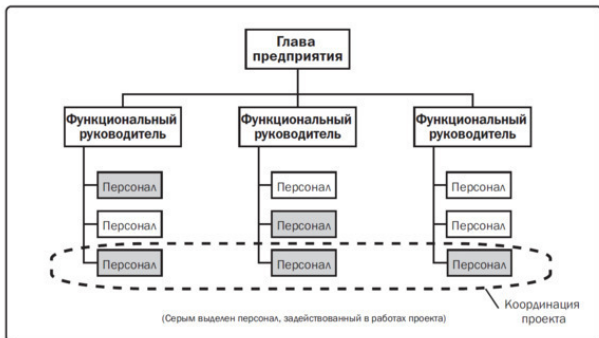 Глава
предприятия
Функциональный
руководитель
Функциональный
руководитель
Функциональный
руководитель
Персонал
Персонал
Персонал
Персонал
Персонал
Персонал
Персонал
Персонал
Персонал
Координация
проекта
(Серым выделен персонал, задействованный в работах проекта)